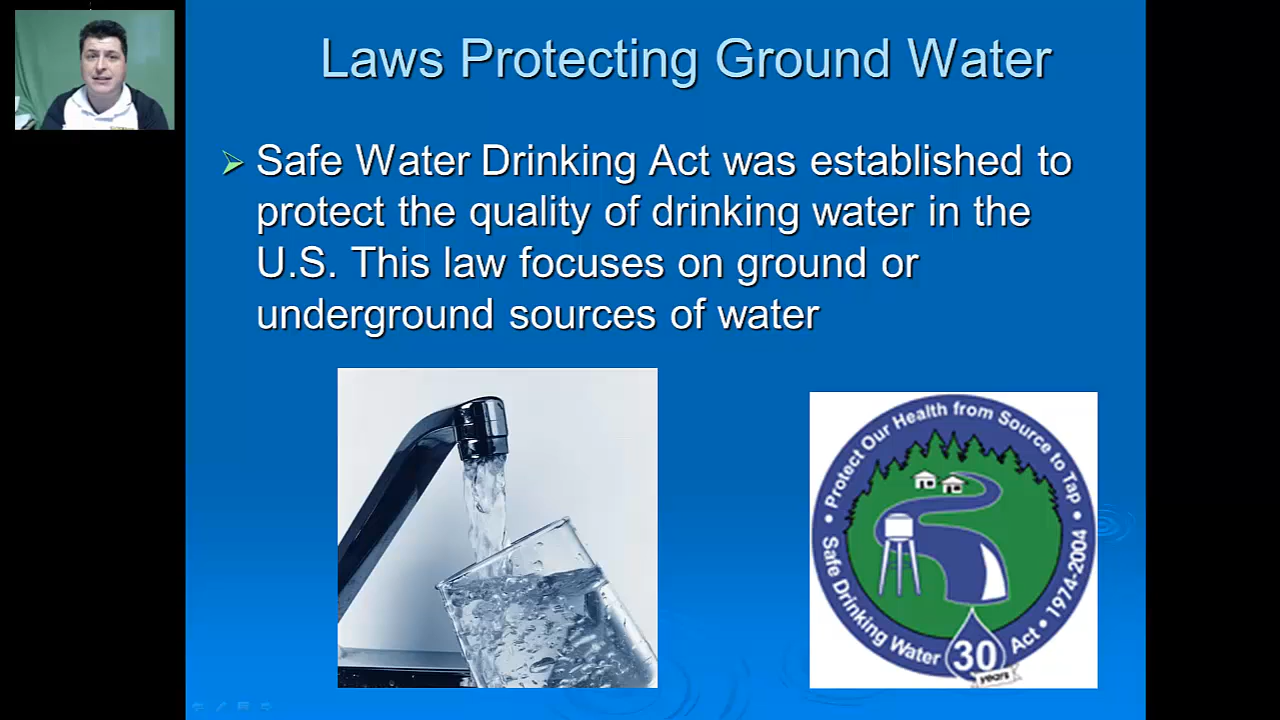 Laws Protecting Ground Water
Safe Water Drinking Act was established to
protect the quality of drinking water in the
U.S. This law focuses on ground or
underground sources of water
• Protect Our Health from Source to Tap •
Safe Drinking Water
Act • 1974-2004
30
years